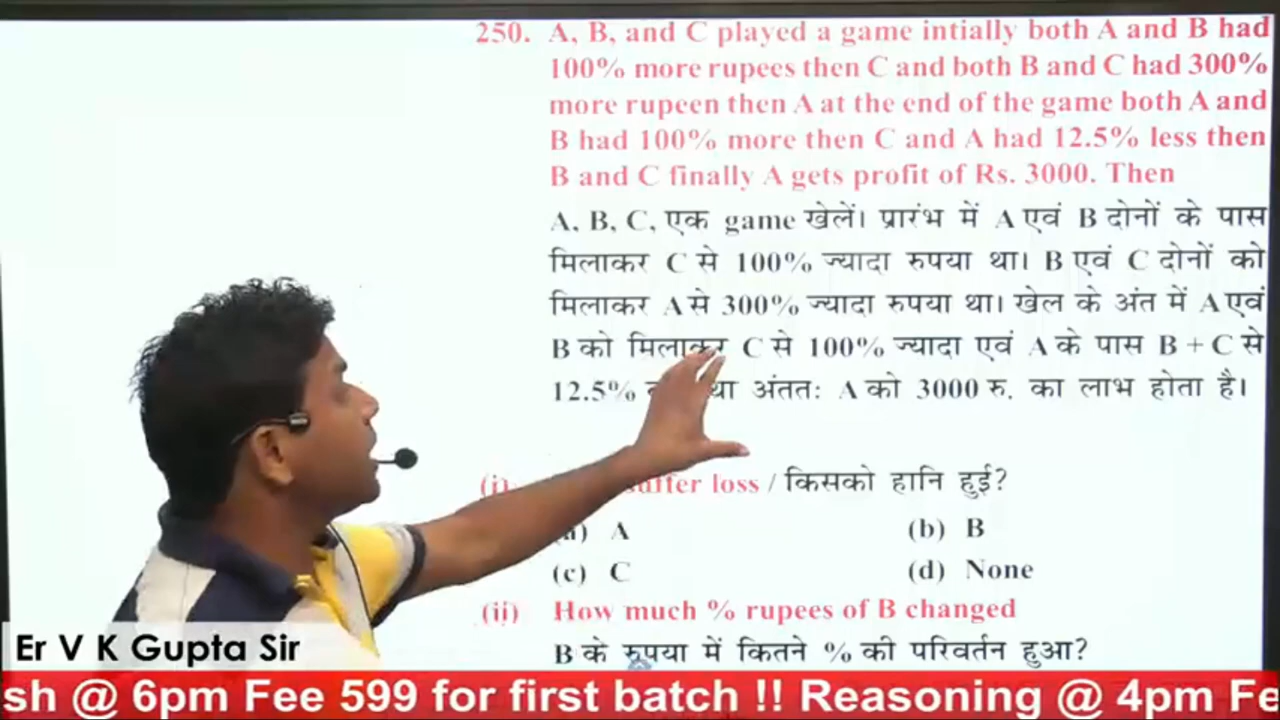 250. A, B, and C played a game intially both A and B had
100% more rupees then C and both B and C had 300%
more rupeen then A at the end of the game both A and
B had 100% more then C and A had 12.5% less then
B and C finally A gets profit of Rs. 3000. Then
A, B, C, एक game खेलें। प्रारंभ में A एवं B दोनों के पास
मिलाकर C से 100% ज्यादा रुपया था। B एवं C दोनों को
मिलाकर A से 300% ज्यादा रुपया था। खेल के अंत में A एवं
B को मिलाकर C से 100% ज्यादा एवं A के पास B + C से
12.5% था अंततः A को 3000 रु. का लाभ होता है।
(i) suffer loss / किसको हानि हुई?
(a) A (b) B
(c) C (d) None
(ii) How much % rupees of B changed
B के रुपया में कितने % की परिवर्तन हुआ?
Er V K Gupta Sir
sh @ 6pm Fee 599 for first batch !! Reasoning @ 4pm Fe